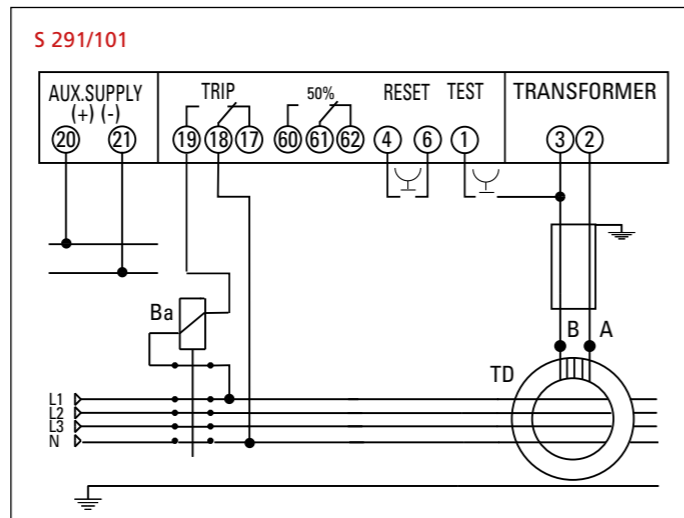 S 291/101
AUX.SUPPLY TRIP 50% RESET TEST TRANSFORMER
(+) (-)
20 21 19 18 17 60 61 62 4 6 1 3 2
Ba
B A
TD
L1
L2
L3
N